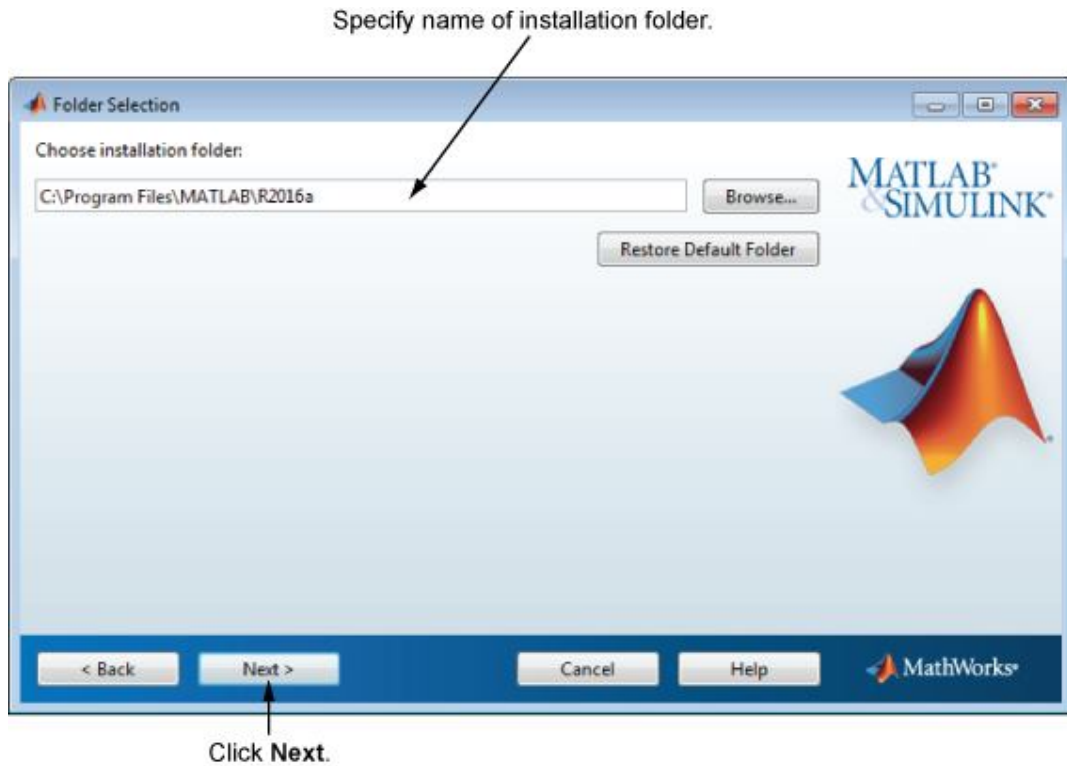 Specify name of installation folder.
Folder Selection
Choose installation folder:
C:\Program Files\MATLAB\R2016a
Browse...
MATLAB®
&SIMULINK®
Restore Default Folder
< Back
Next >
Cancel
Help
MathWorks®
Click Next.